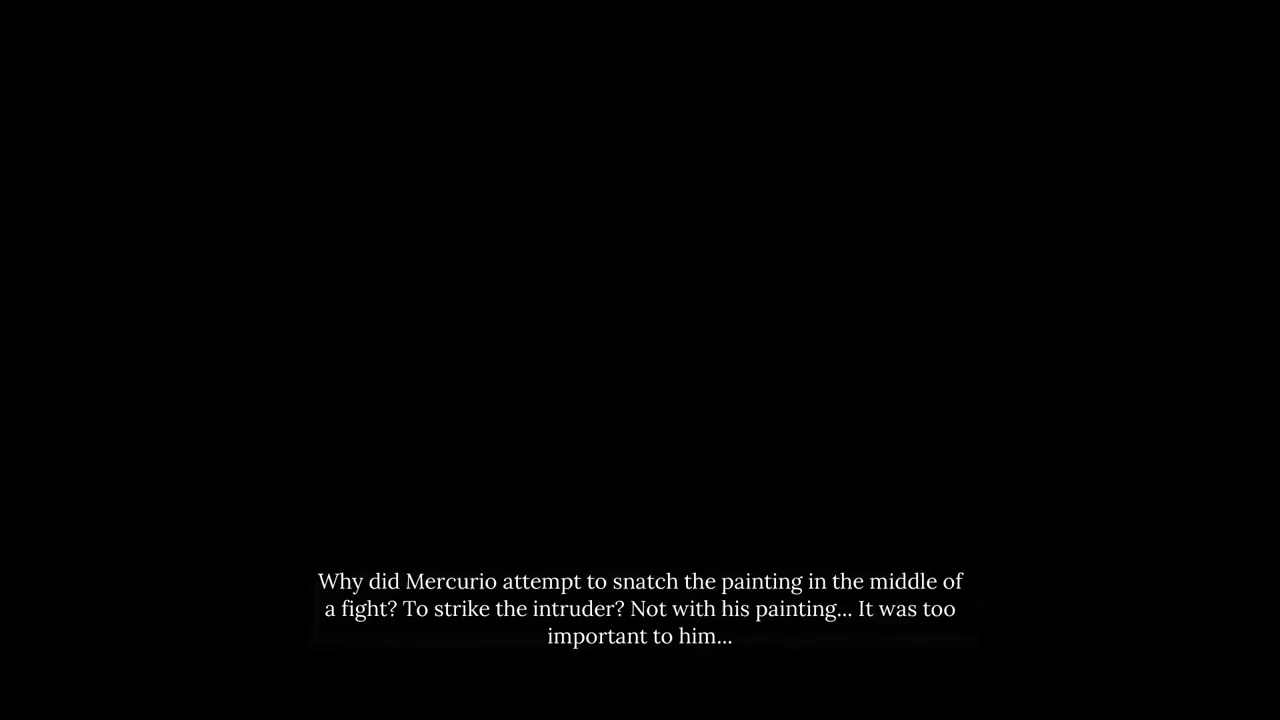 Why did Mercurio attempt to snatch the painting in the middle of
a fight? To strike the intruder? Not with his painting... It was too
important to him...